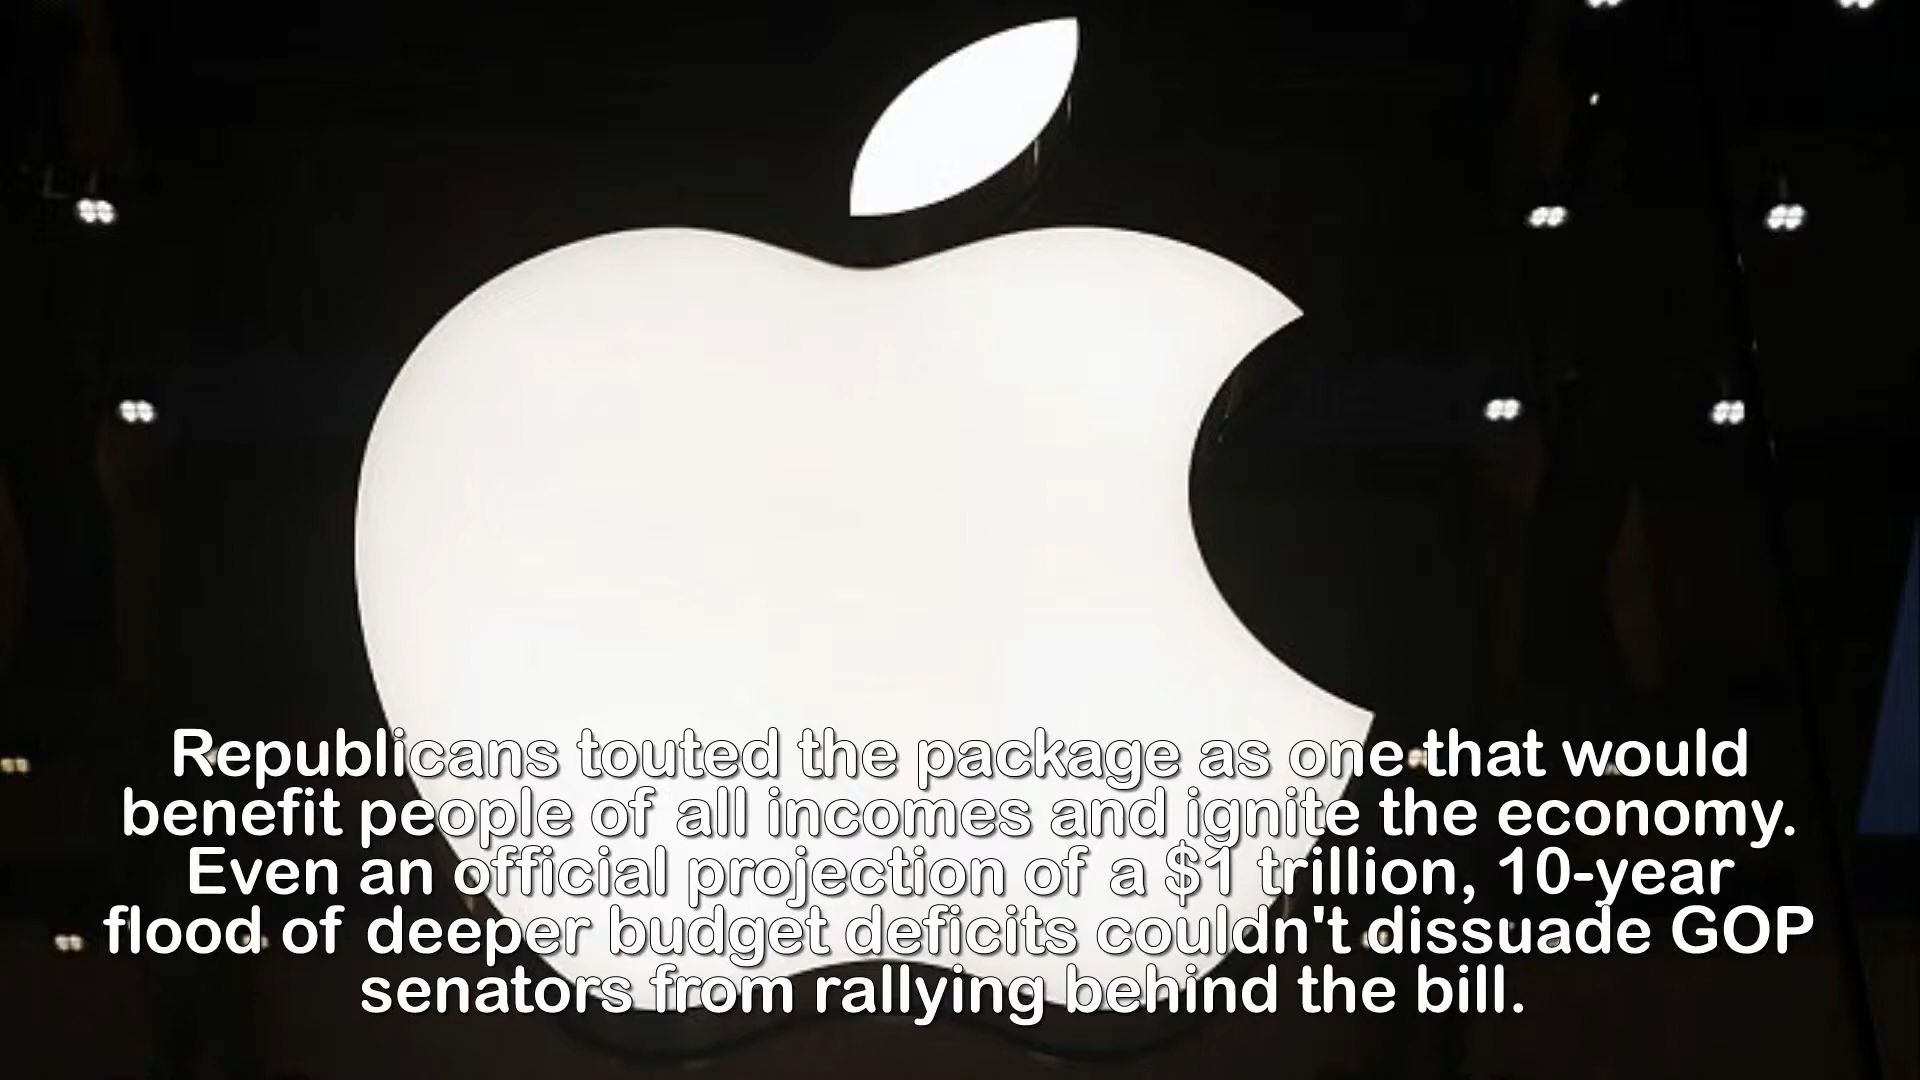 Republicans touted the package as one that would
benefit people of all incomes and ignite the economy.
Even an official projection of a $1 trillion, 10-year
flood of deeper budget deficits couldn't dissuade GOP
senators from rallying behind the bill.